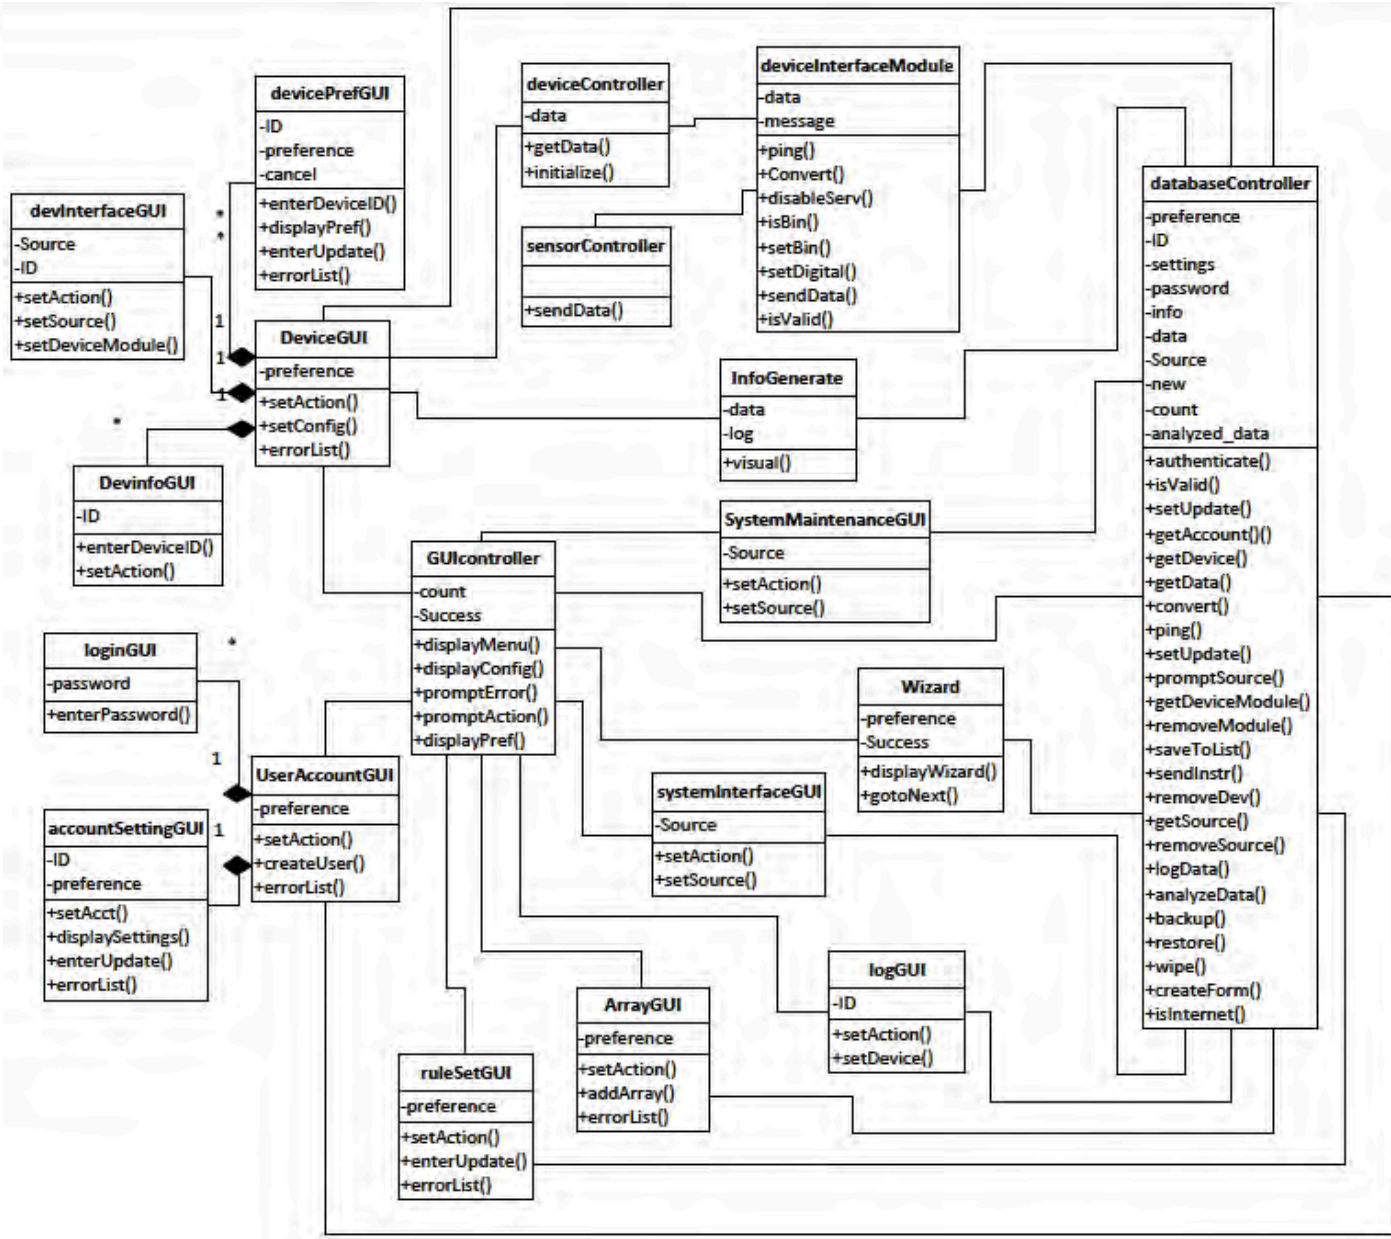 devicePrefGUI
-ID
-preference
-cancel
+enterDeviceID()
+displayPref()
+enterUpdate()
+errorList()
deviceController
-data
+getData()
+initialize()
deviceInterfaceModule
-data
-message
+ping()
+Convert()
+disableServ()
+isBin()
+setBin()
+setDigital()
+sendData()
+isValid()
devInterfaceGUI
-Source
-ID
+setAction()
+setSource()
+setDeviceModule()
*
*
sensorController
+sendData()
databaseController
-preference
-ID
-settings
-password
-info
-data
-Source
-new
-count
-analyzed_data
+authenticate()
+isValid()
+setUpdate()
+getAccount()()
+getDevice()
+getData()
+convert()
+ping()
+setUpdate()
+promptSource()
+getDeviceModule()
+removeModule()
+saveToList()
+sendInstr()
+removeDev()
+getSource()
+removeSource()
+logData()
+analyzeData()
+backup()
+restore()
+wipe()
+createForm()
+isInternet()
1
1
1
DeviceGUI
-preference
+setAction()
+setConfig()
+errorList()
InfoGenerate
-data
-log
+visual()
*
DevinfoGUI
-ID
+enterDeviceID()
+setAction()
GUIcontroller
-count
-Success
+displayMenu()
+displayConfig()
+promptError()
+promptAction()
+displayPref()
SystemMaintenanceGUI
-Source
+setAction()
+setSource()
loginGUI
-password
+enterPassword()
*
1
Wizard
-preference
-Success
+displayWizard()
+gotoNext()
UserAccountGUI
-preference
+setAction()
+createUser()
+errorList()
systemInterfaceGUI
-Source
+setAction()
+setSource()
accountSettingGUI
-ID
-preference
+setAcct()
+displaySettings()
+enterUpdate()
+errorList()
1
logGUI
-ID
+setAction()
+setDevice()
ArrayGUI
-preference
+setAction()
+addArray()
+errorList()
ruleSetGUI
-preference
+setAction()
+enterUpdate()
+errorList()